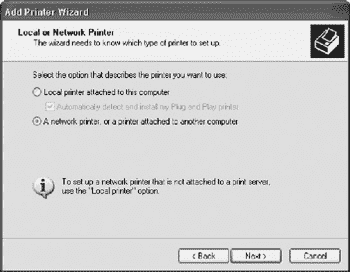 Add Printer Wizard
Local or Network Printer
The wizard needs to know which type of printer to set up.
Select the option that describes the printer you want to use:
Local printer attached to this computer
Automatically detect and install my Plug and Play printer
A network printer, or a printer attached to another computer
To set up a network printer that is not attached to a print server,
use the "Local printer" option.
< Back
Next >
Cancel